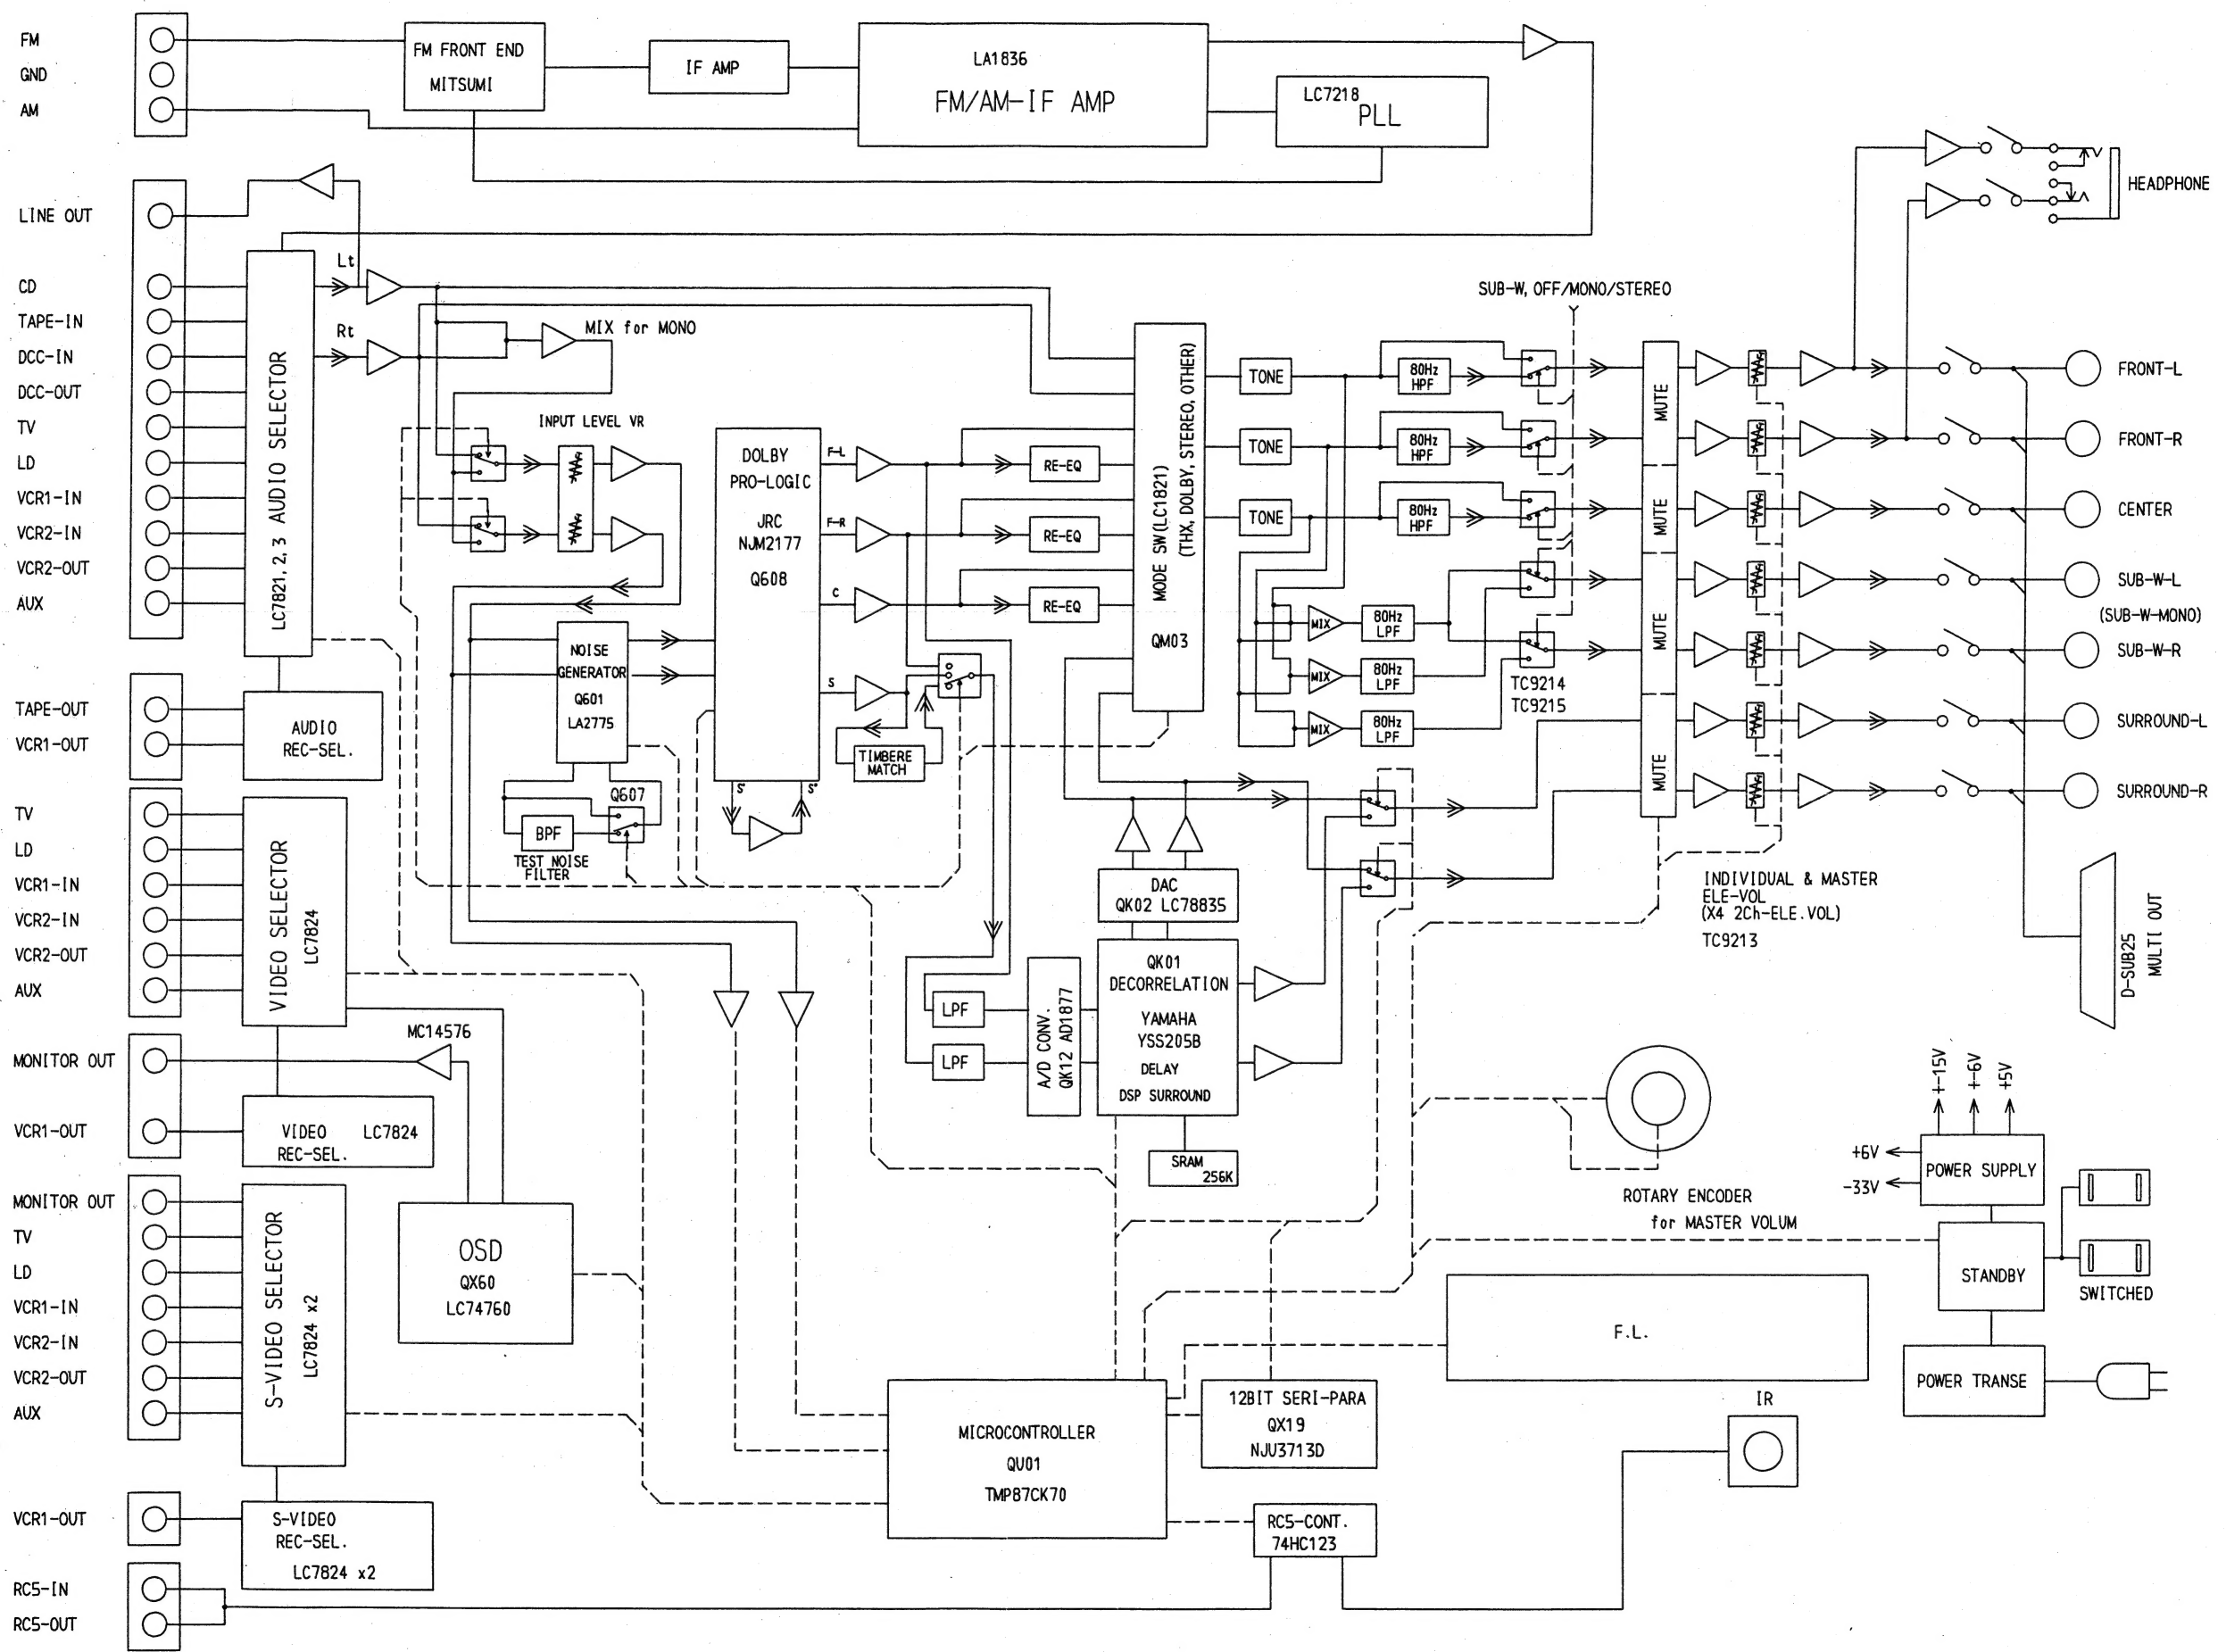 FM
GND
AM
FM FRONT END
MITSUMI
IF AMP
LA1836
FM/AM-IF AMP
LC7218
PLL
HEADPHONE
LINE OUT
CD
TAPE-IN
DCC-IN
DCC-OUT
TV
LD
VCR1-IN
VCR2-IN
VCR2-OUT
AUX
LC7821,2,3 AUDIO SELECTOR
Lt
Rt
MIX for MONO
INPUT LEVEL VR
DOLBY
PRO-LOGIC
JRC
NJM2177
Q608
F-L
F-R
C
S
S'
S"
RE-EQ
RE-EQ
RE-EQ
MODE SW(LC1821)
(THX, DOLBY, STEREO, OTHER)
QM03
TONE
TONE
TONE
SUB-W, OFF/MONO/STEREO
80Hz
HPF
80Hz
HPF
80Hz
HPF
MIX
80Hz
LPF
MIX
80Hz
LPF
MIX
80Hz
LPF
TC9214
TC9215
MUTE
MUTE
MUTE
MUTE
FRONT-L
FRONT-R
CENTER
SUB-W-L
(SUB-W-MONO)
SUB-W-R
SURROUND-L
SURROUND-R
NOISE
GENERATOR
Q601
LA2775
Q607
BPF
TEST NOISE
FILTER
TIMBERE
MATCH
TAPE-OUT
VCR1-OUT
AUDIO
REC-SEL.
TV
LD
VCR1-IN
VCR2-IN
VCR2-OUT
AUX
VIDEO SELECTOR
LC7824
DAC
QK02 LC78835
INDIVIDUAL & MASTER
ELE-VOL
(X4 2Ch-ELE.VOL)
TC9213
D-SUB25
MULTI OUT
QK01
DECORRELATION
YAMAHA
YSS205B
DELAY
DSP SURROUND
LPF
LPF
A/D CONV.
QK12 AD1877
SRAM
256K
MC14576
MONITOR OUT
VCR1-OUT
VIDEO LC7824
REC-SEL.
+-15V
+-6V
+5V
+6V
-33V
POWER SUPPLY
ROTARY ENCODER
for MASTER VOLUM
STANDBY
SWITCHED
POWER TRANSE
MONITOR OUT
TV
LD
VCR1-IN
VCR2-IN
VCR2-OUT
AUX
S-VIDEO SELECTOR
LC7824 x2
OSD
QX60
LC74760
F.L.
IR
MICROCONTROLLER
QU01
TMP87CK70
12BIT SERI-PARA
QX19
NJU3713D
RC5-CONT.
74HC123
VCR1-OUT
S-VIDEO
REC-SEL.
LC7824 x2
RC5-IN
RC5-OUT